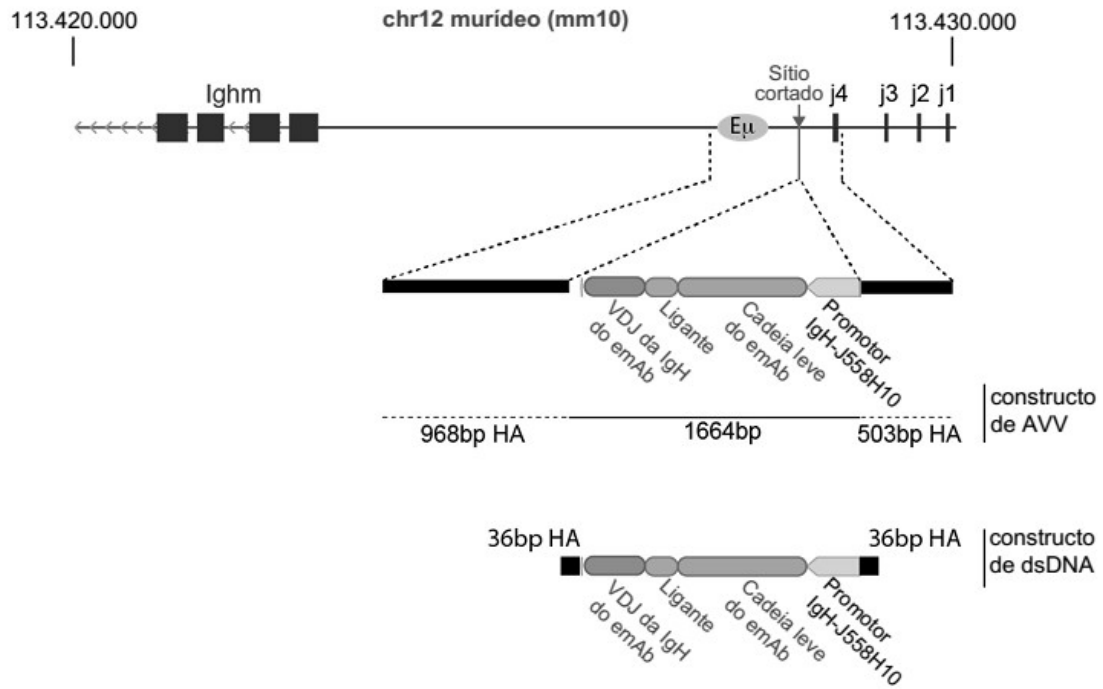 113.420.000
chr12 murídeo (mm10)
113.430.000
Ighm
Eµ
Sítio
cortado
j4
j3
j2
j1
VDJ da IgH
do emAb
Ligante
Cadeia leve
do emAb
Promotor
IgH-J558H10
968bp HA
1664bp
503bp HA
constructo
de AVV
36bp HA
36bp HA
constructo
de dsDNA
VDJ da IgH
do emAb
Ligante
Cadeia leve
do emAb
Promotor
IgH-J558H10